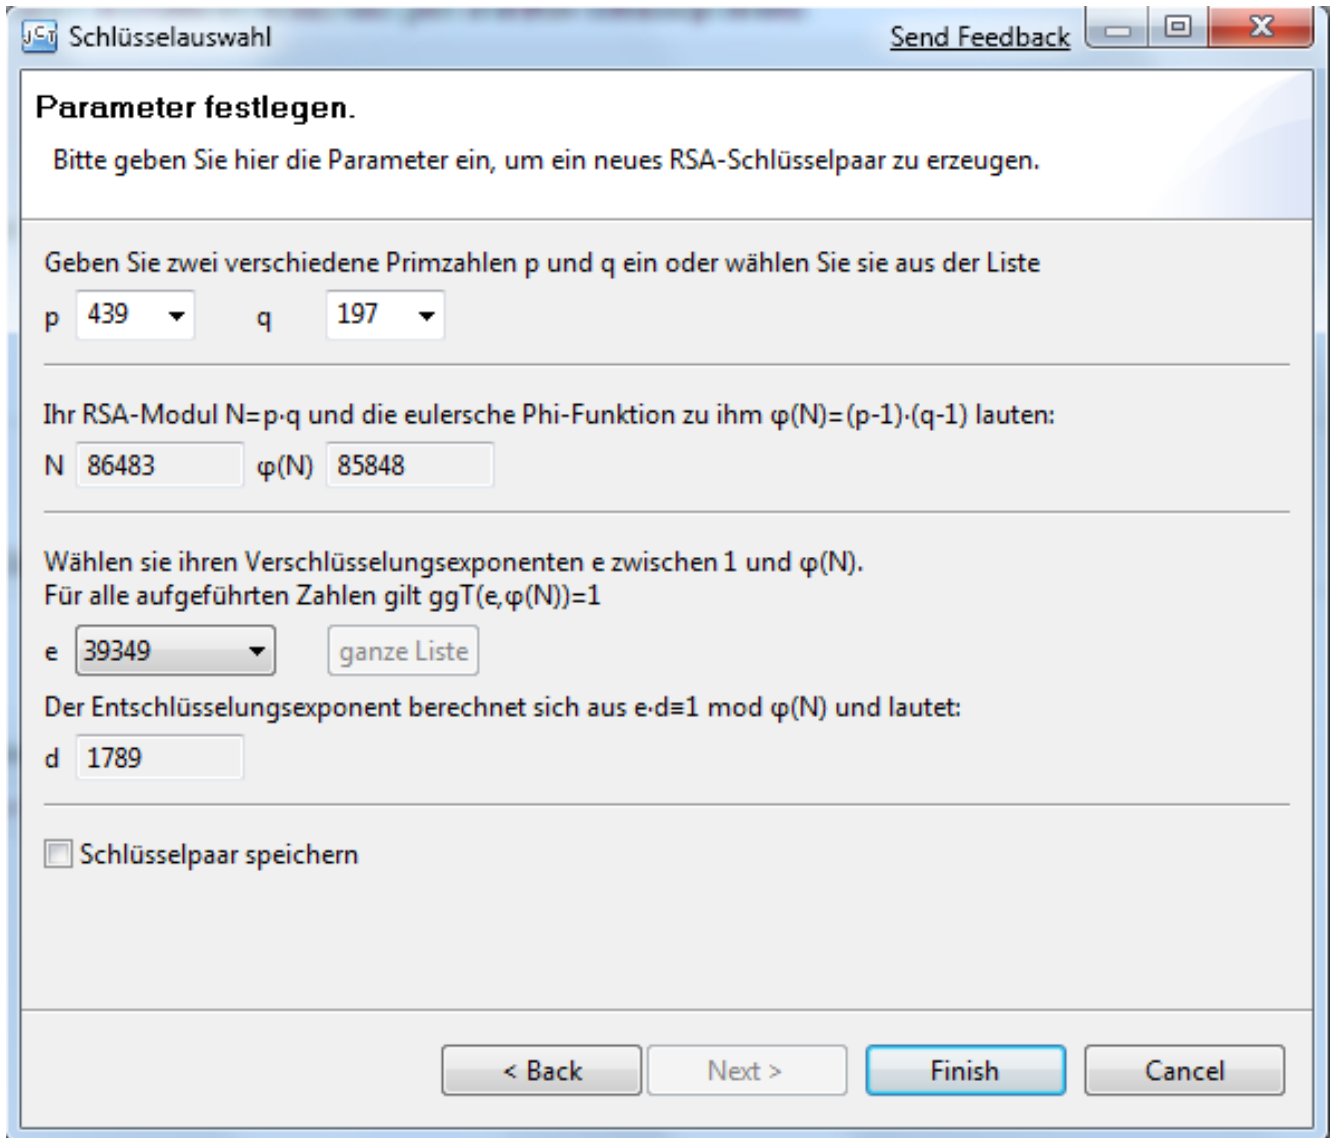 JCT Schlüsselauswahl Send Feedback
Parameter festlegen.
Bitte geben Sie hier die Parameter ein, um ein neues RSA-Schlüsselpaar zu erzeugen.
Geben Sie zwei verschiedene Primzahlen p und q ein oder wählen Sie sie aus der Liste
p 439 q 197
Ihr RSA-Modul N=p·q und die eulersche Phi-Funktion zu ihm φ(N)=(p-1)·(q-1) lauten:
N 86483 φ(N) 85848
Wählen sie ihren Verschlüsselungsexponenten e zwischen 1 und φ(N).
Für alle aufgeführten Zahlen gilt ggT(e,φ(N))=1
e 39349 ganze Liste
Der Entschlüsselungsexponent berechnet sich aus e·d≡1 mod φ(N) und lautet:
d 1789
Schlüsselpaar speichern
< Back Next > Finish Cancel